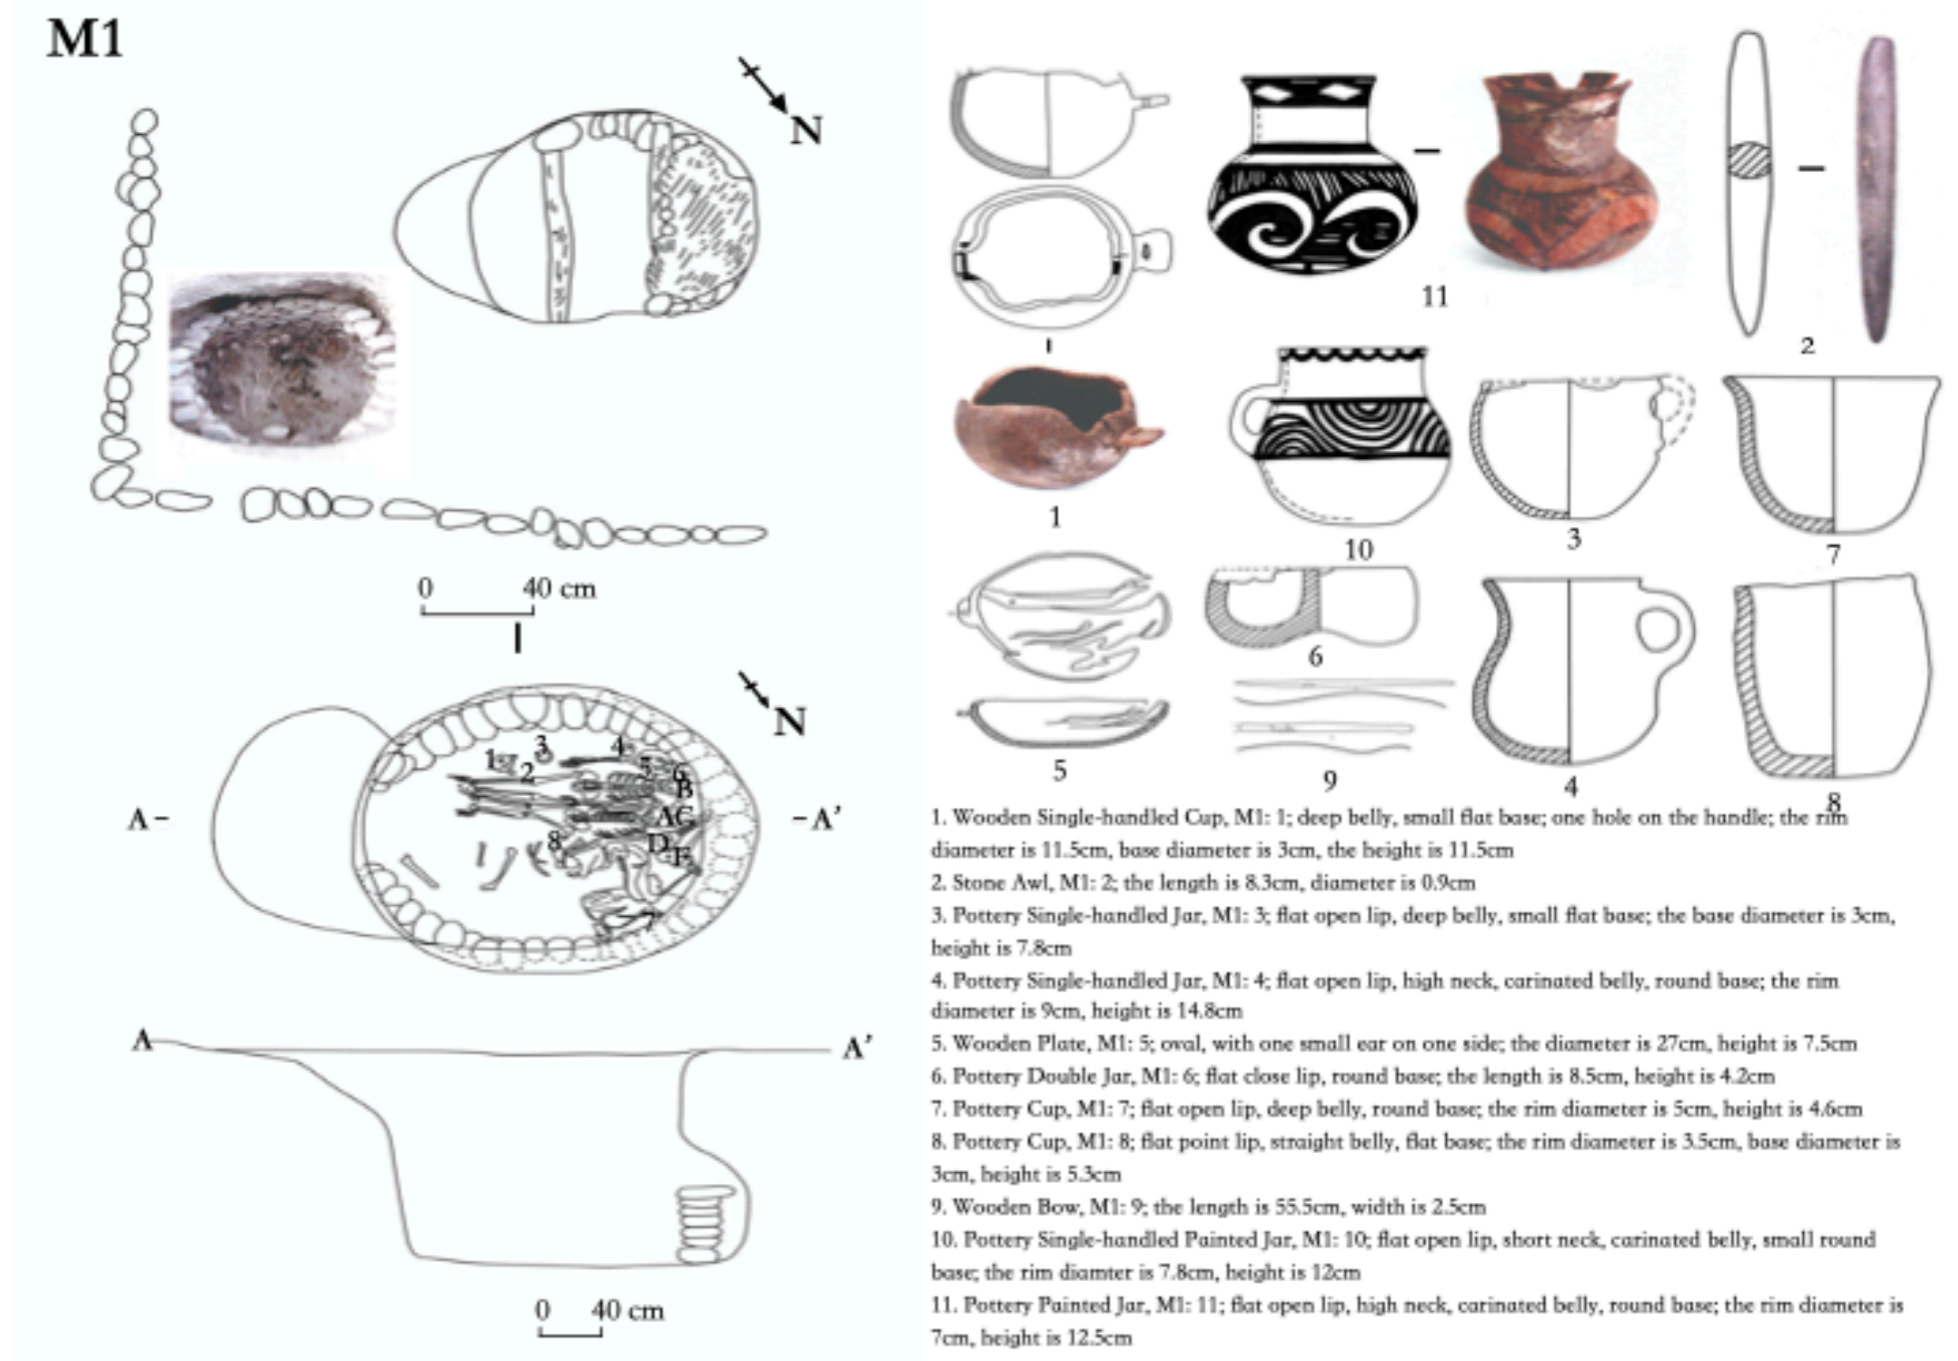 M1
N
0 40 cm
N
1 3 4
2 5 6
B
A C
8 D E
7
A- -A'
A A'
0 40 cm
1
11
2
10
3
7
5
6
9
4
8
1. Wooden Single-handled Cup, M1: 1; deep belly, small flat base; one hole on the handle; the rim
diameter is 11.5cm, base diameter is 3cm, the height is 11.5cm
2. Stone Awl, M1: 2; the length is 8.3cm, diameter is 0.9cm
3. Pottery Single-handled Jar, M1: 3; flat open lip, deep belly, small flat base; the base diameter is 3cm,
height is 7.8cm
4. Pottery Single-handled Jar, M1: 4; flat open lip, high neck, carinated belly, round base; the rim
diameter is 9cm, height is 14.8cm
5. Wooden Plate, M1: 5; oval, with one small ear on one side; the diameter is 27cm, height is 7.5cm
6. Pottery Double Jar, M1: 6; flat close lip, round base; the length is 8.5cm, height is 4.2cm
7. Pottery Cup, M1: 7; flat open lip, deep belly, round base; the rim diameter is 5cm, height is 4.6cm
8. Pottery Cup, M1: 8; flat point lip, straight belly, flat base; the rim diameter is 3.5cm, base diameter is
3cm, height is 5.3cm
9. Wooden Bow, M1: 9; the length is 55.5cm, width is 2.5cm
10. Pottery Single-handled Painted Jar, M1: 10; flat open lip, short neck, carinated belly, small round
base; the rim diamter is 7.8cm, height is 12cm
11. Pottery Painted Jar, M1: 11; flat open lip, high neck, carinated belly, round base; the rim diameter is
7cm, height is 12.5cm